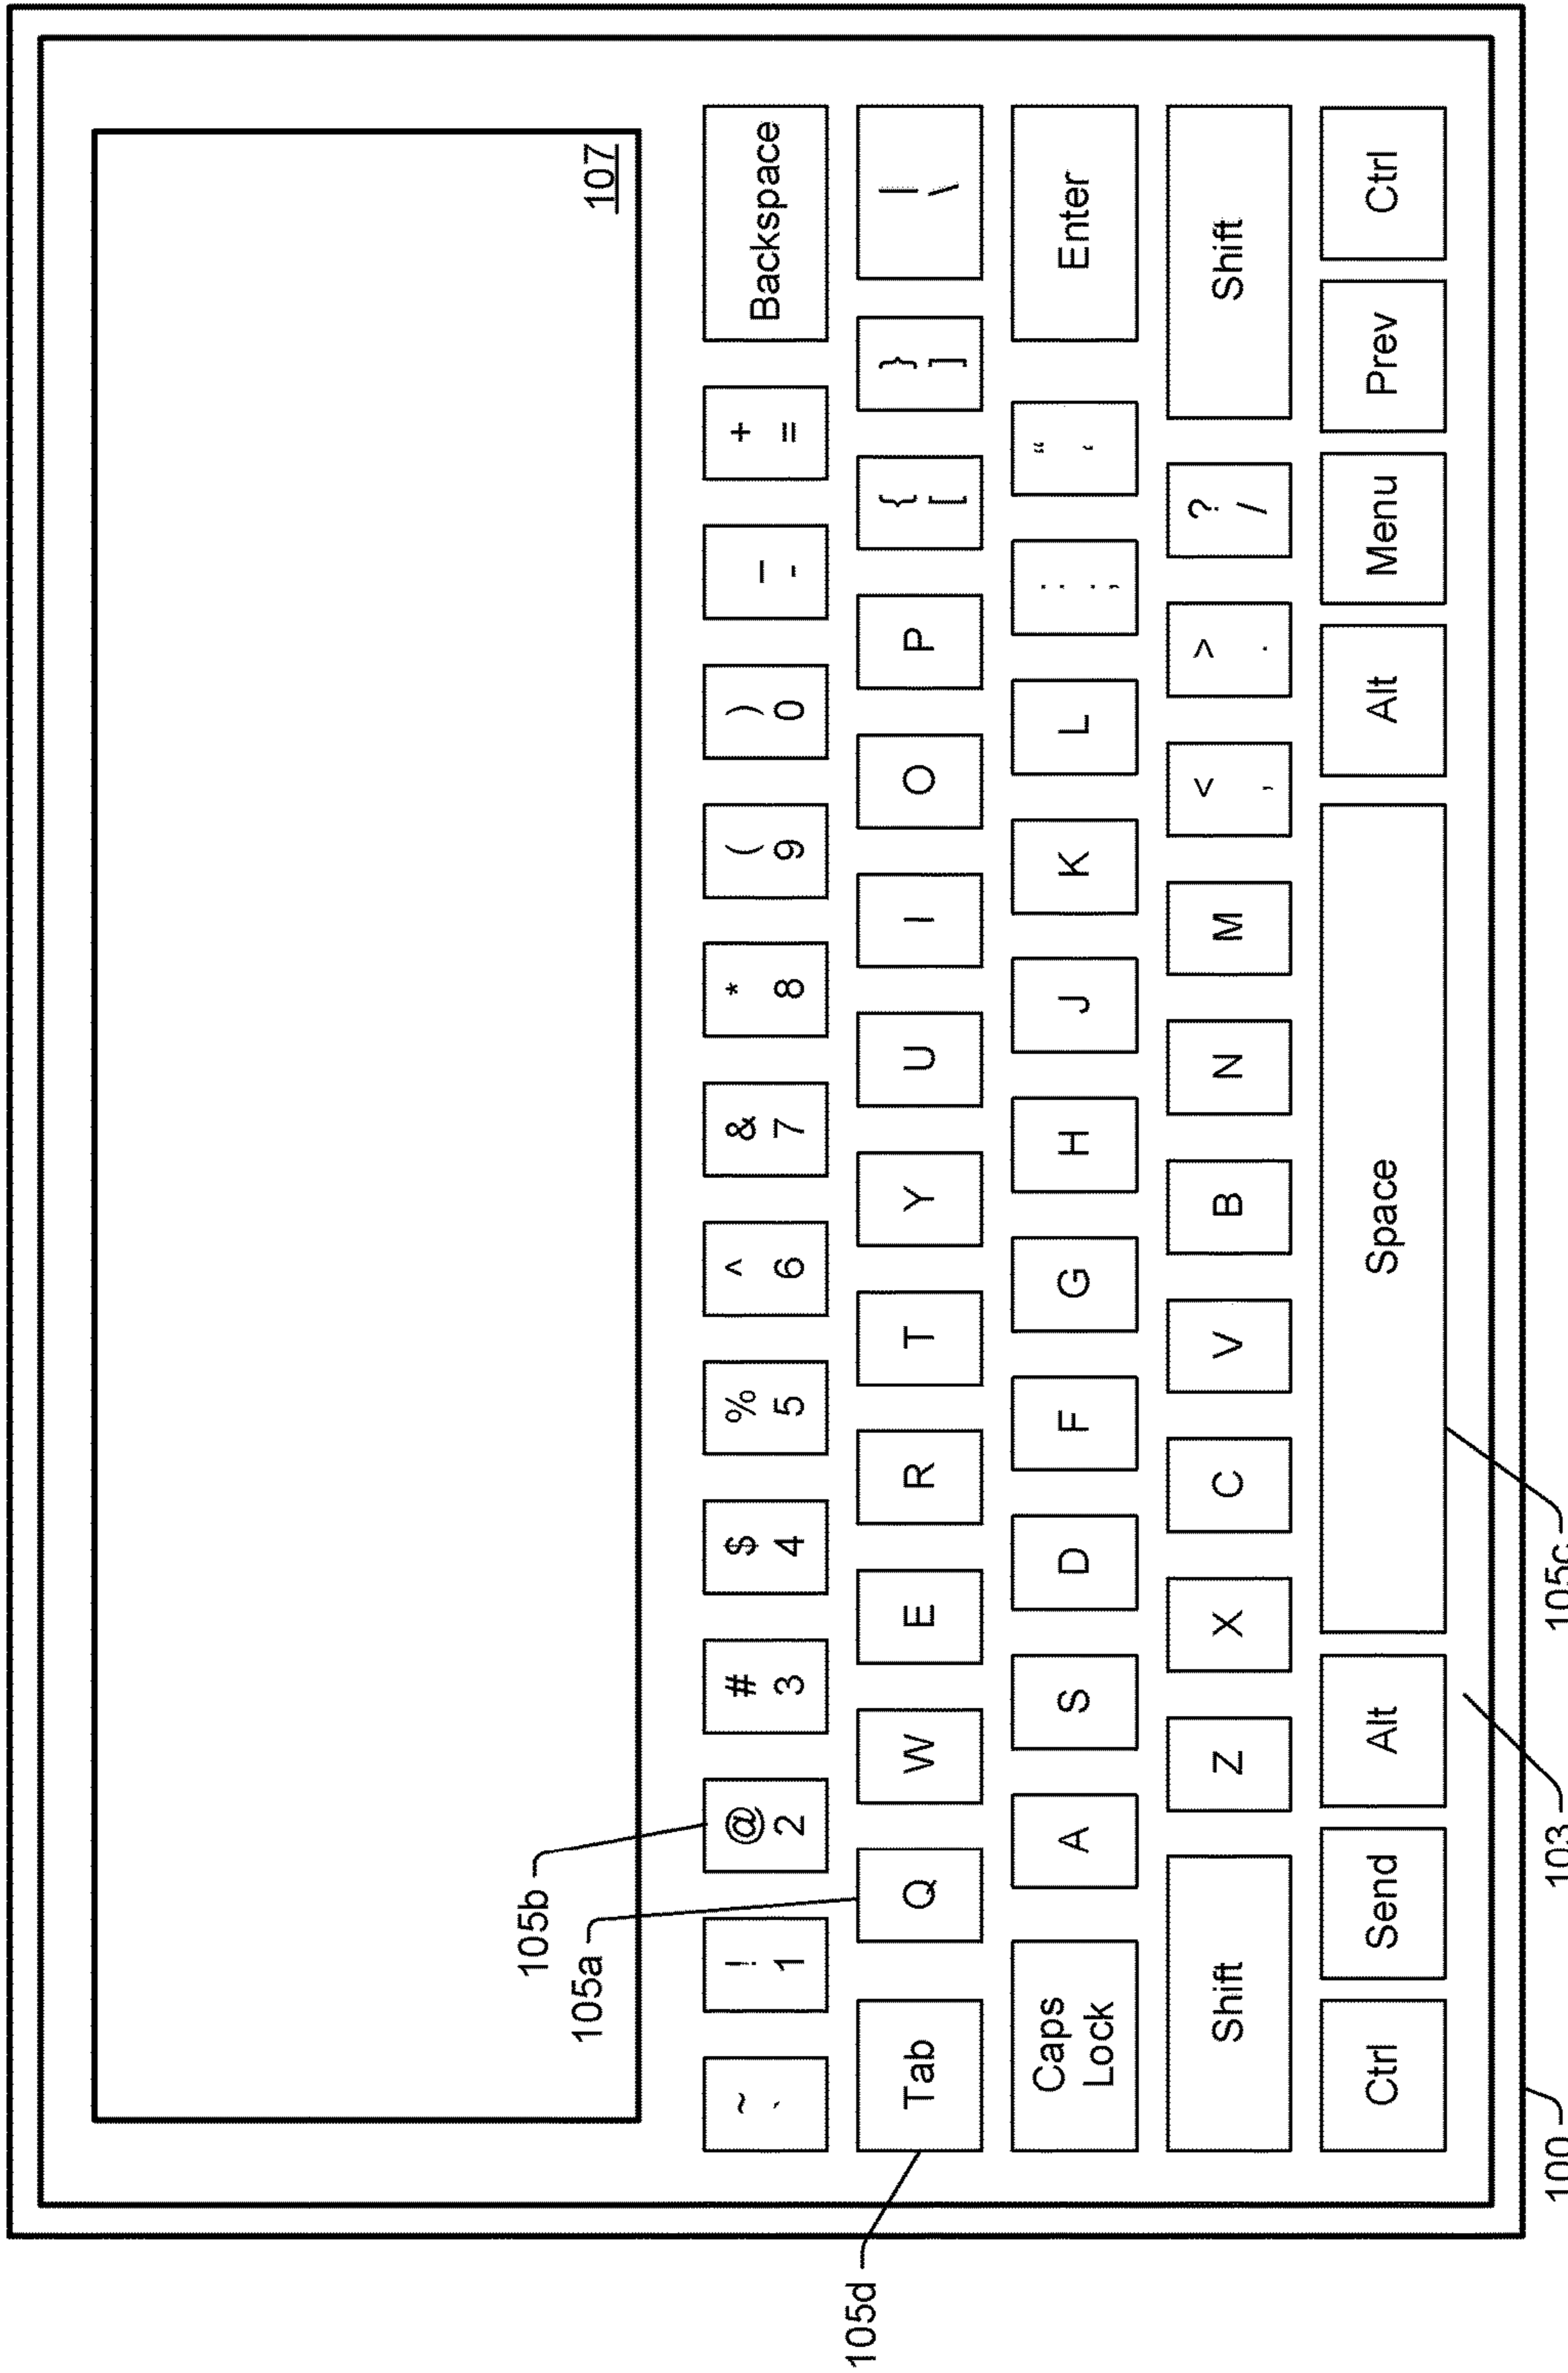 107
105b
105a
~ ! @ # $ % ^ & * ( ) _ +
` 1 2 3 4 5 6 7 8 9 0 - = Backspace
105d
Tab Q W E R T Y U I O P { [ } ] | \
Caps
Lock
A S D F G H J K L : ; “ ‘ Enter
Shift Z X C V B N M < , > . ? / Shift
Ctrl Send Alt Space Alt Menu Prev Ctrl
100
103
105c